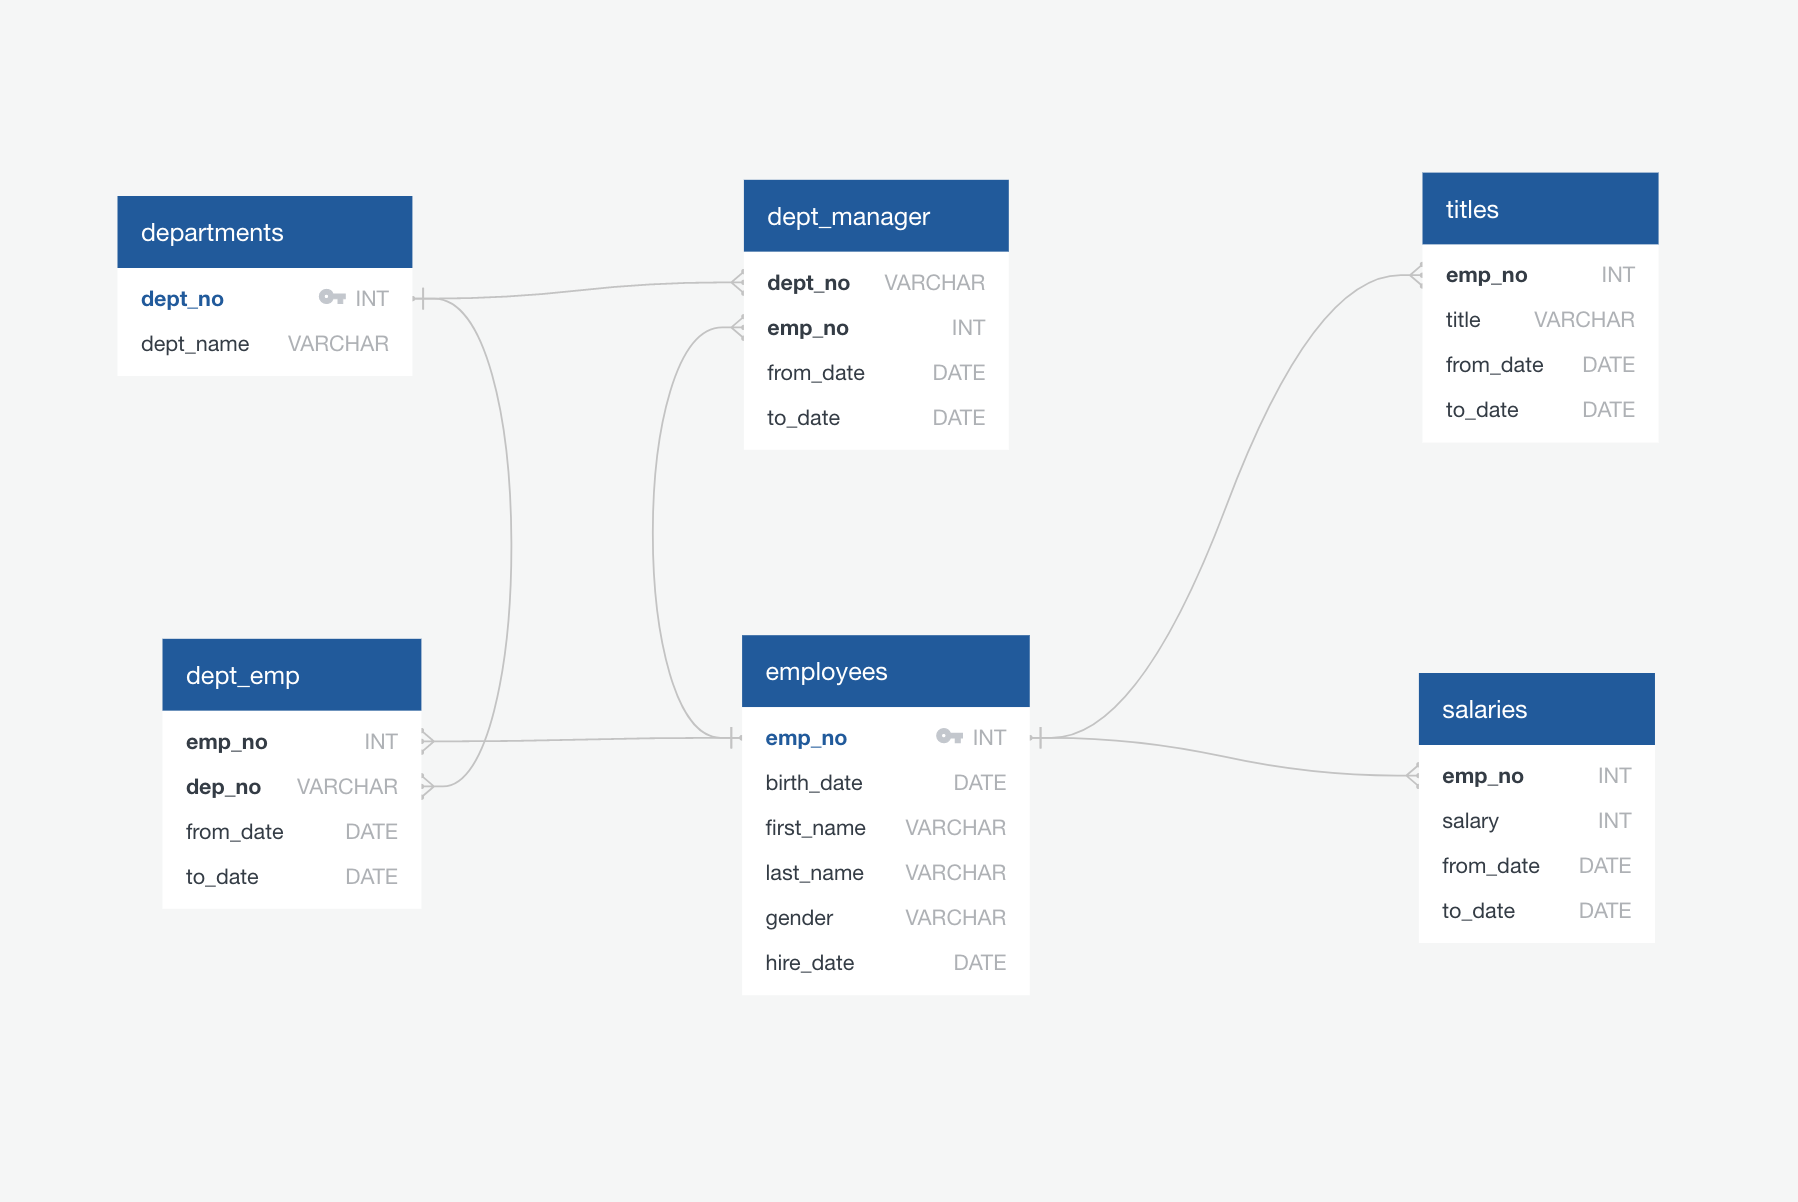 departments
dept_no INT
dept_name VARCHAR
dept_manager
dept_no VARCHAR
emp_no INT
from_date DATE
to_date DATE
titles
emp_no INT
title VARCHAR
from_date DATE
to_date DATE
dept_emp
emp_no INT
dep_no VARCHAR
from_date DATE
to_date DATE
employees
emp_no INT
birth_date DATE
first_name VARCHAR
last_name VARCHAR
gender VARCHAR
hire_date DATE
salaries
emp_no INT
salary INT
from_date DATE
to_date DATE